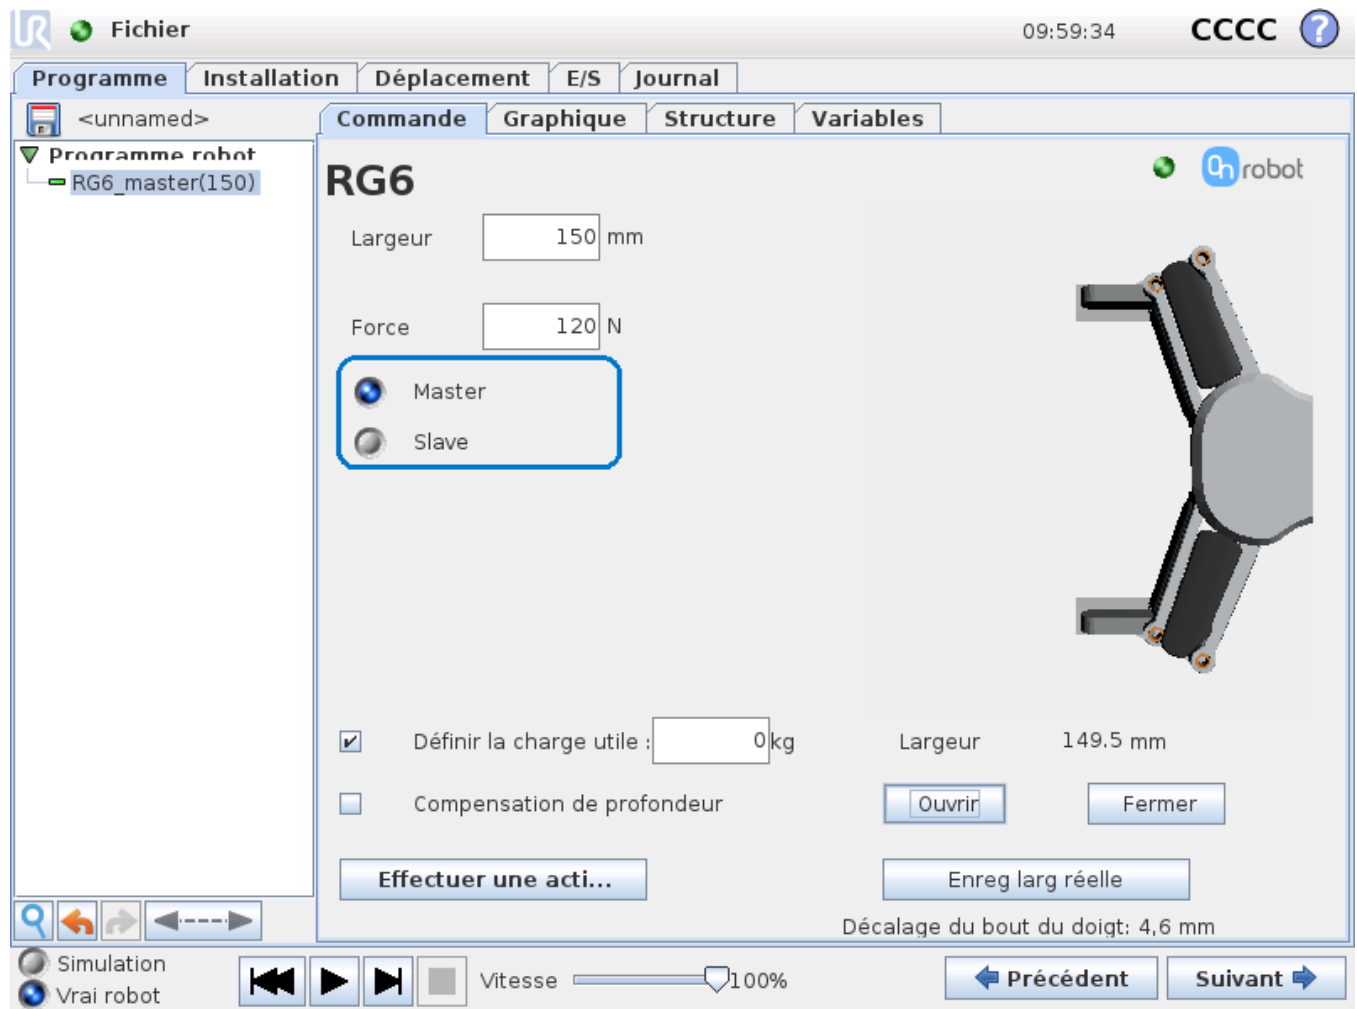 Fichier
09:59:34
CCCC
?
Programme Installation Déplacement E/S Journal
<unnamed>
Commande Graphique Structure Variables
Programme robot
RG6_master(150)
RG6
On robot
Largeur 150 mm
Force 120 N
Master
Slave
Définir la charge utile : 0 kg
Largeur 149.5 mm
Compensation de profondeur
Ouvrir
Fermer
Effectuer une acti...
Enreg larg réelle
Décalage du bout du doigt: 4,6 mm
Simulation
Vrai robot
Vitesse 100%
Précédent
Suivant